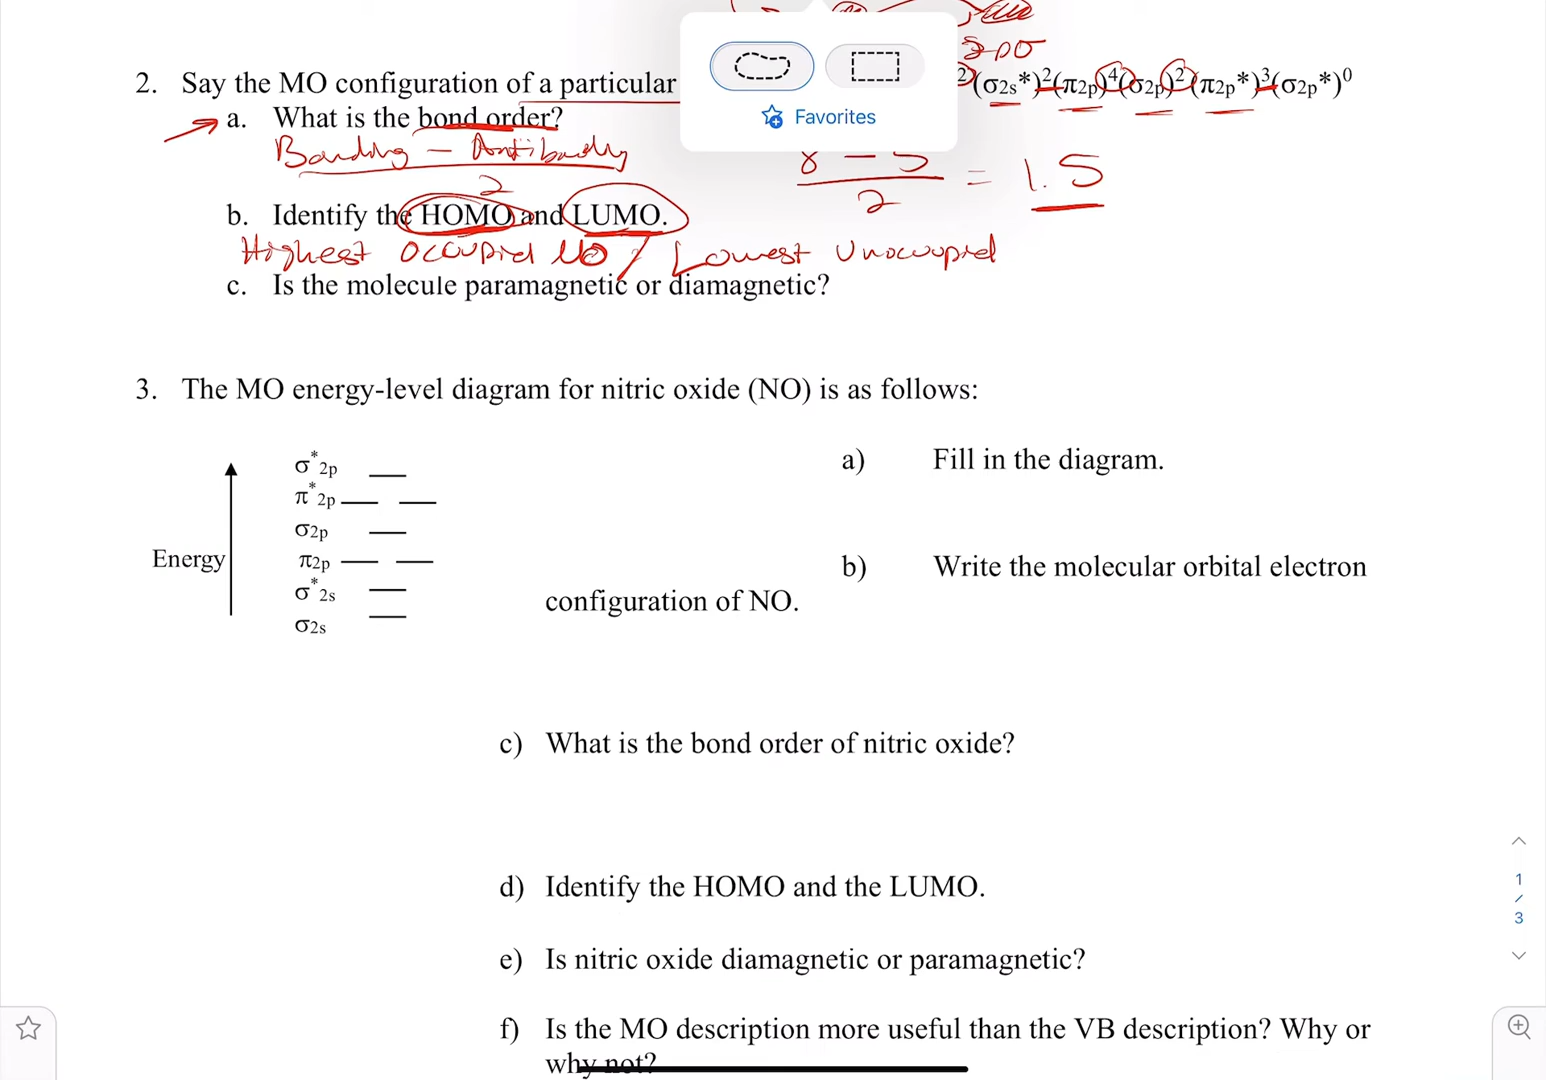 2po
2. Say the MO configuration of a particular 2)(σ2s*)2(π2p)4(σ2p)2(π2p*)3(σ2p*)0
Favorites
a. What is the bond order?
Bonding - Antibonding
2
8 - 5
2
= 1.5
b. Identify the HOMO and LUMO.
Highest Occupied MO / Lowest Unoccupied
c. Is the molecule paramagnetic or diamagnetic?
3. The MO energy-level diagram for nitric oxide (NO) is as follows:
σ*2p
π*2p
σ2p
π2p
σ*2s
σ2s
Energy
a) Fill in the diagram.
b) Write the molecular orbital electron
configuration of NO.
c) What is the bond order of nitric oxide?
d) Identify the HOMO and the LUMO.
e) Is nitric oxide diamagnetic or paramagnetic?
f) Is the MO description more useful than the VB description? Why or
why not?
1
/
3